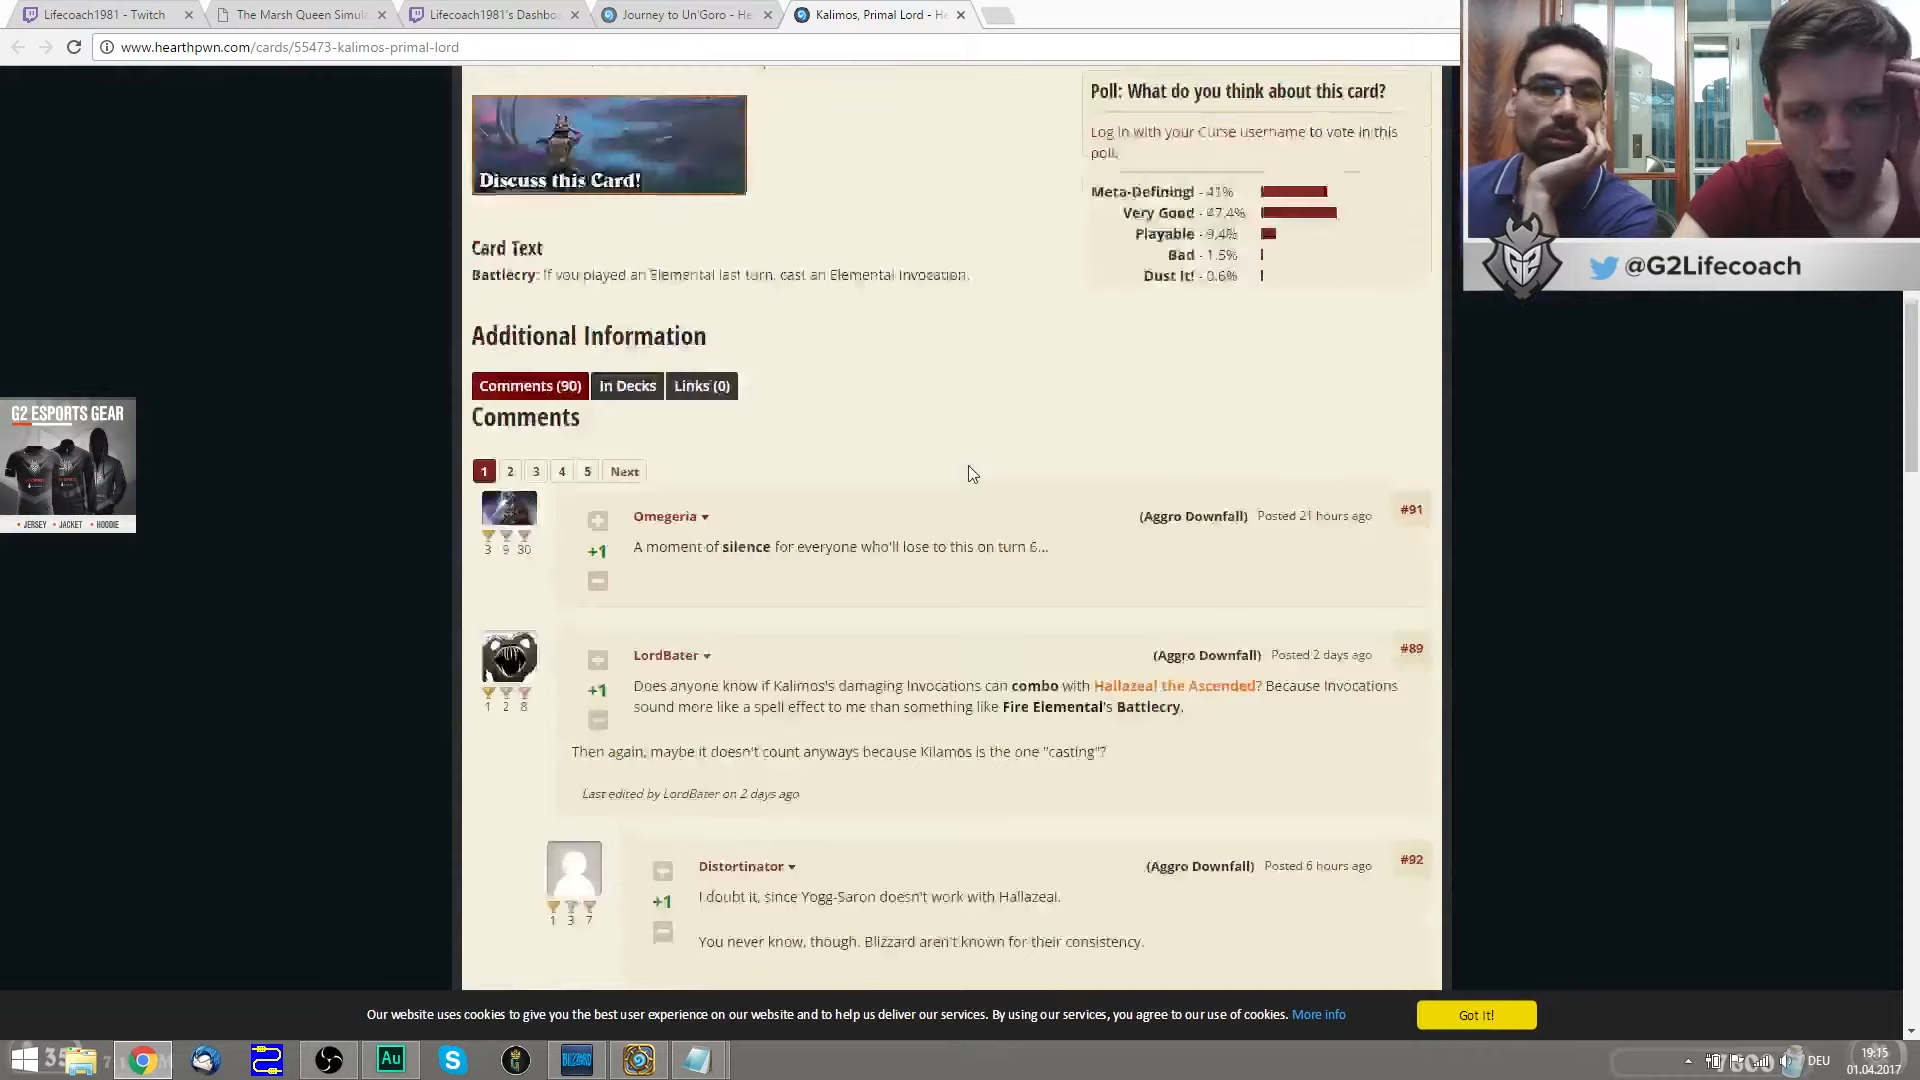 Lifecoach1981 - Twitch
The Marsh Queen Simula
Lifecoach1981's Dashbo
Journey to Un'Goro - He
Kalimos, Primal Lord - He
www.hearthpwn.com/cards/55473-kalimos-primal-lord
Discuss this Card!
Poll: What do you think about this card?
Log in with your Curse username to vote in this
poll.
Meta-Defining! - 41%
Very Good - 47.4%
Playable - 9.4%
Bad - 1.5%
Dust It! - 0.6%
Card Text
Battlecry: If you played an Elemental last turn, cast an Elemental Invocation.
Additional Information
Comments (90) In Decks Links (0)
Comments
1 2 3 4 5 Next
Omegeria (Aggro Downfall) Posted 21 hours ago #91
3 9 30
+1
A moment of silence for everyone who'll lose to this on turn 6...
LordBater (Aggro Downfall) Posted 2 days ago #89
1 2 8
+1
Does anyone know if Kalimos's damaging Invocations can combo with Hallazeal the Ascended? Because Invocations
sound more like a spell effect to me than something like Fire Elemental's Battlecry.
Then again, maybe it doesn't count anyways because Kilamos is the one "casting"?
Last edited by LordBater on 2 days ago
Distortinator (Aggro Downfall) Posted 6 hours ago #92
1 3 7
+1
I doubt it, since Yogg-Saron doesn't work with Hallazeal.
You never know, though. Blizzard aren't known for their consistency.
Our website uses cookies to give you the best user experience on our website and to help us deliver our services. By using our services, you agree to our use of cookies. More info
Got it!
G2 ESPORTS GEAR
• JERSEY • JACKET • HOODIE
G2
@G2Lifecoach
Au
BLIZZARD
DEU
19:15
01.04.2017